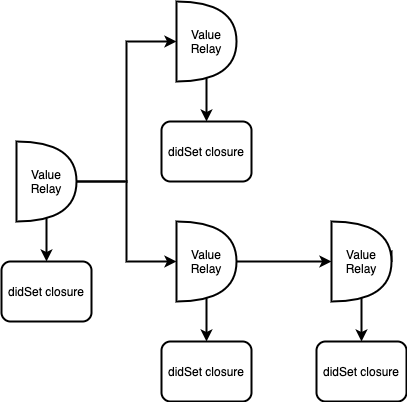 Value
Relay
didSet closure
Value
Relay
didSet closure
Value
Relay
Value
Relay
didSet closure
didSet closure